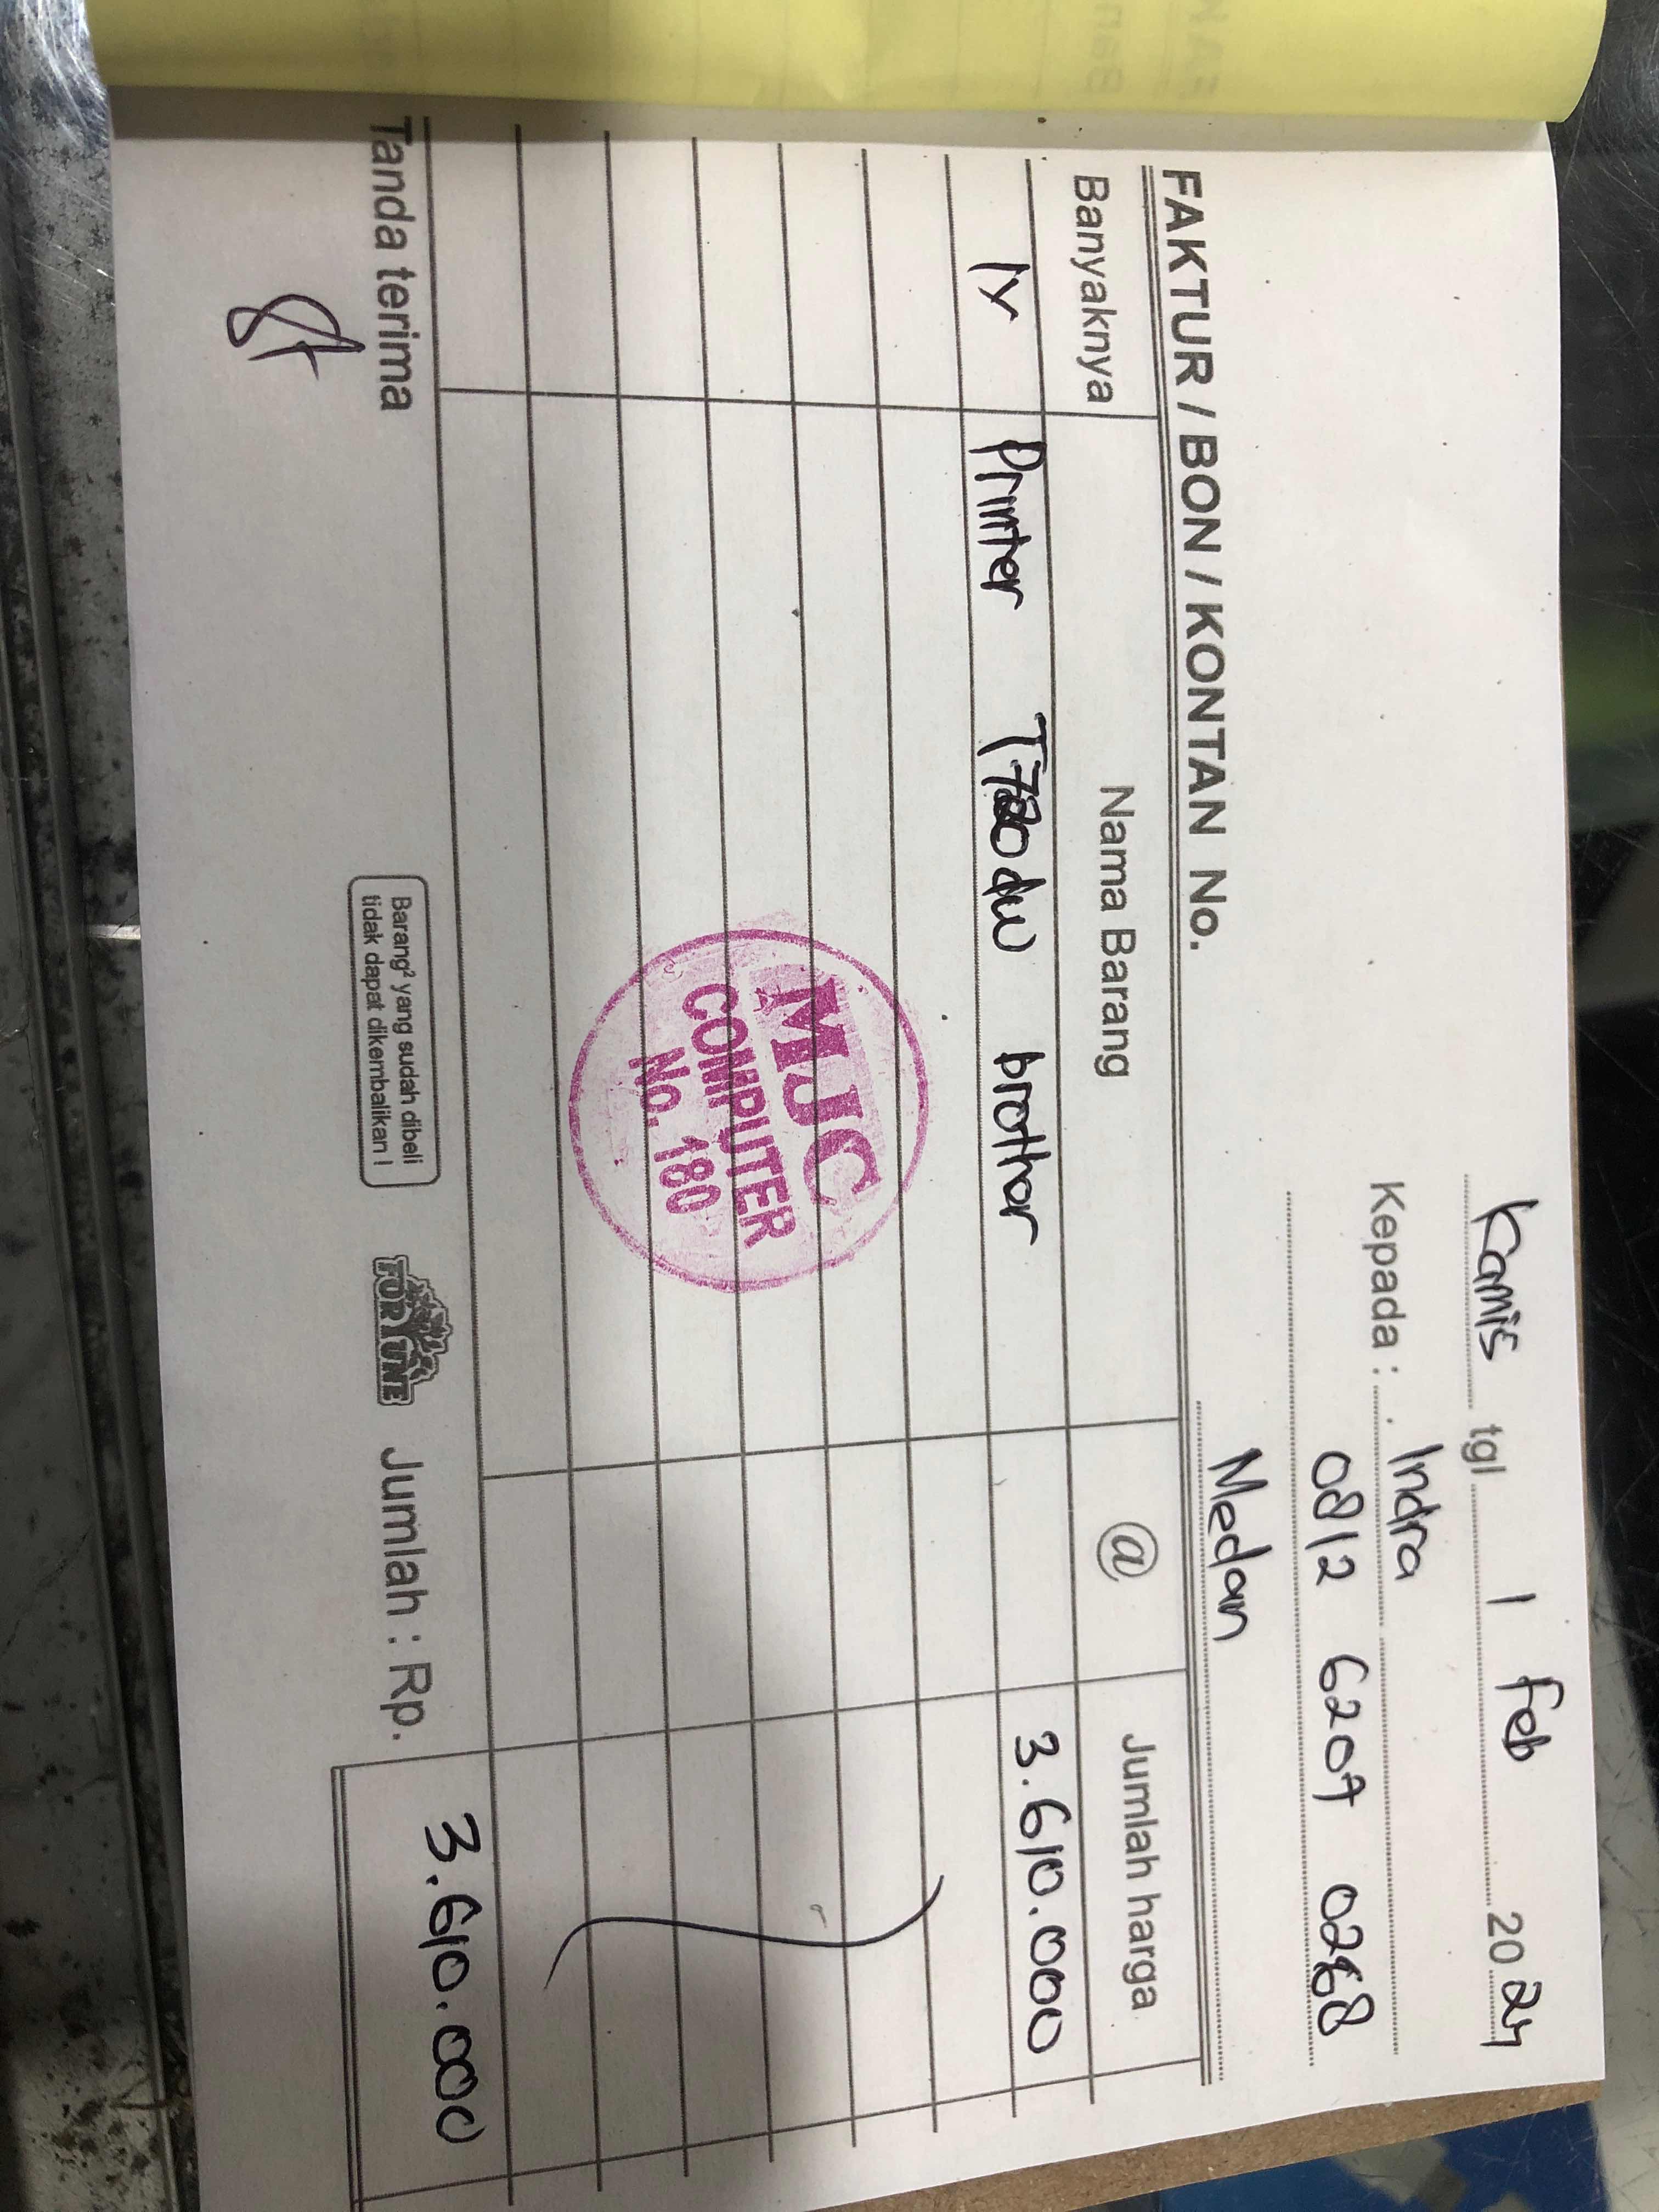 Kamis tgl 1 Feb 2024
Kepada : Indra
0812 6209 0268
Medan
FAKTUR / BON / KONTAN No.
Banyaknya Nama Barang @ Jumlah harga
1 Printer T720dw brother 3.610.000
MJC
COMPUTER
No. 180
Tanda terima
Barang² yang sudah dibeli
tidak dapat dikembalikan !
FORTUNE
Jumlah : Rp. 3.610.000